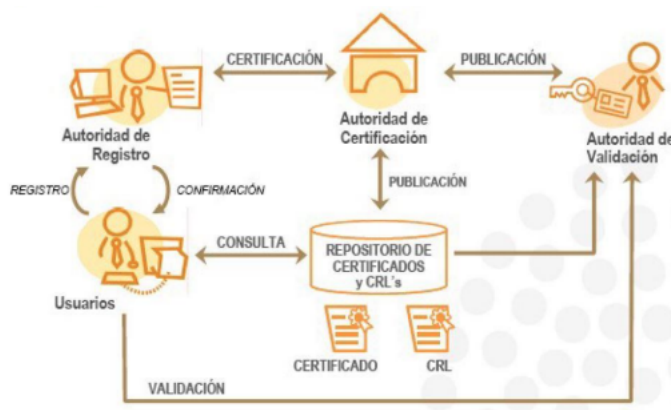 CERTIFICACIÓN
PUBLICACIÓN
Autoridad de
Registro
Autoridad de
Certificación
Autoridad de
Validación
REGISTRO
CONFIRMACIÓN
PUBLICACIÓN
CONSULTA
REPOSITORIO DE
CERTIFICADOS
y CRL's
Usuarios
CERTIFICADO
CRL
VALIDACIÓN